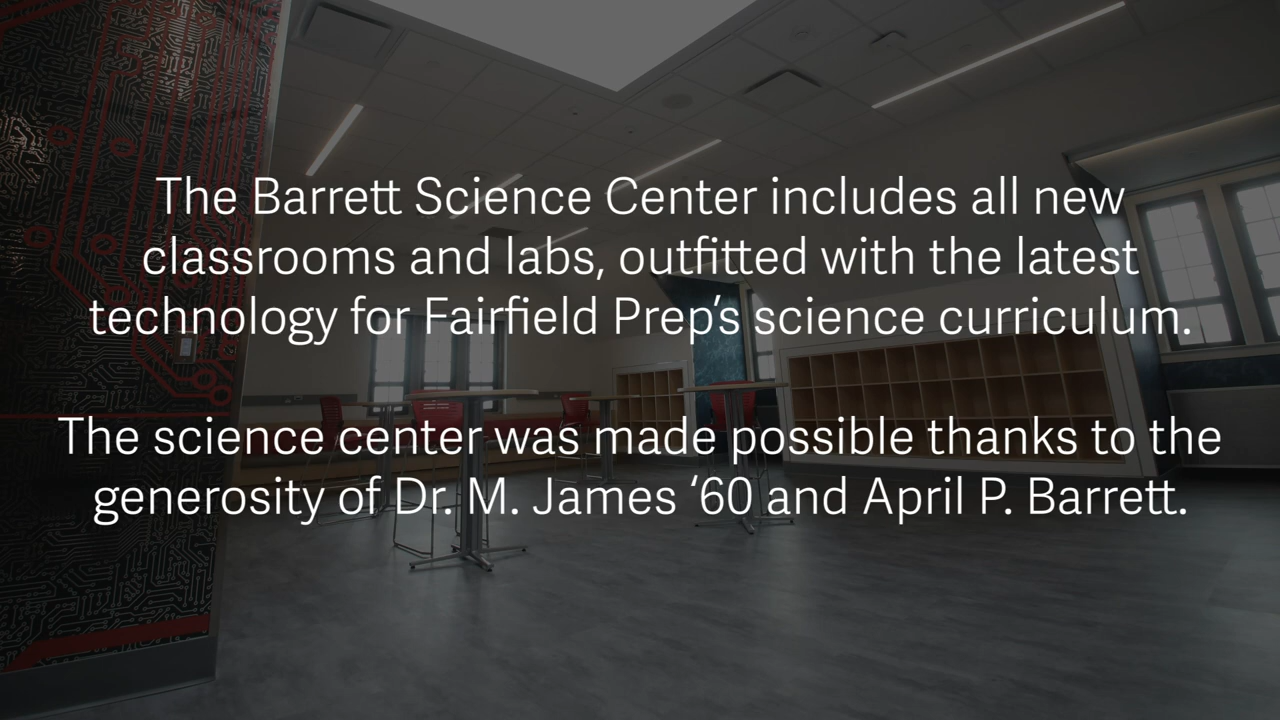 The Barrett Science Center includes all new
classrooms and labs, outfitted with the latest
technology for Fairfield Prep’s science curriculum.
The science center was made possible thanks to the
generosity of Dr. M. James ‘60 and April P. Barrett.